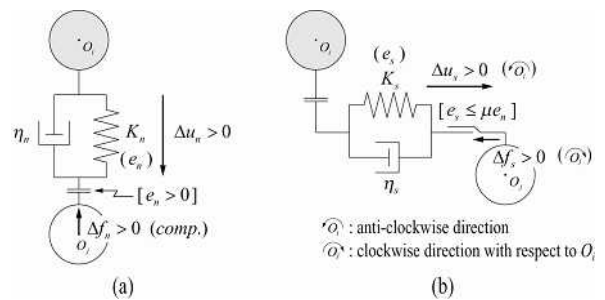 O_i
η_n
K_n
(e_n)
Δu_n > 0
[e_n > 0]
Δf_n > 0 (comp.)
O_j
(a)
O_i
(e_s)
K_s
Δu_s > 0 (O_i)
[e_s ≤ μe_n]
η_s
Δf_s > 0 (O_i)
O_j
O_i : anti-clockwise direction
O_i : clockwise direction with respect to O_i
(b)